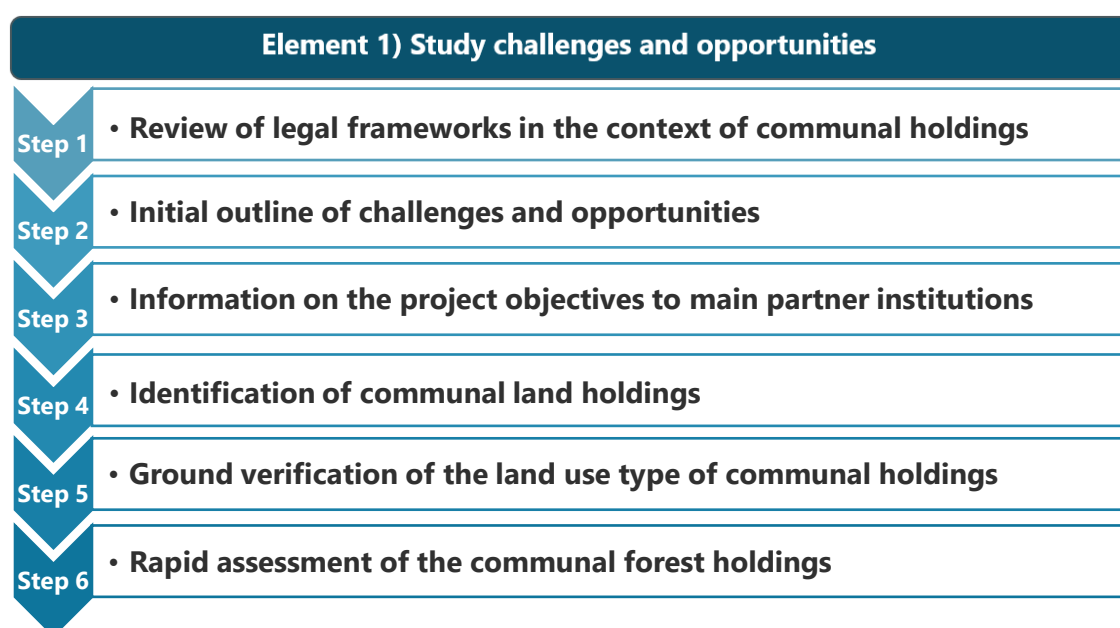 Element 1) Study challenges and opportunities
Step 1
• Review of legal frameworks in the context of communal holdings
Step 2
• Initial outline of challenges and opportunities
Step 3
• Information on the project objectives to main partner institutions
Step 4
• Identification of communal land holdings
Step 5
• Ground verification of the land use type of communal holdings
Step 6
• Rapid assessment of the communal forest holdings